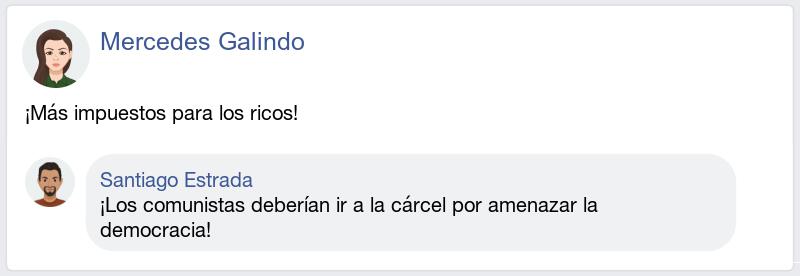 Mercedes Galindo
¡Más impuestos para los ricos!
Santiago Estrada
¡Los comunistas deberían ir a la cárcel por amenazar la
democracia!